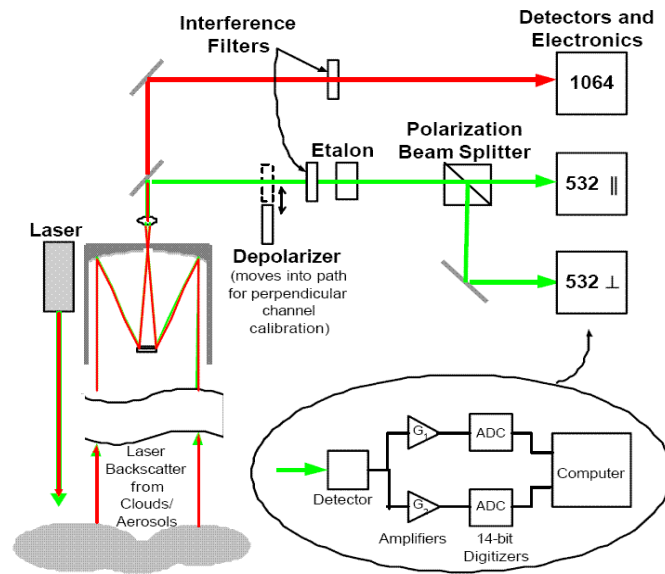 Interference
Filters
Detectors and
Electronics
1064
Etalon
Polarization
Beam Splitter
532 ||
Laser
Depolarizer
(moves into path
for perpendicular
channel
calibration)
532 ⊥
Laser
Backscatter
from
Clouds/
Aerosols
G1
ADC
Detector
Computer
G2
ADC
Amplifiers
14-bit
Digitizers